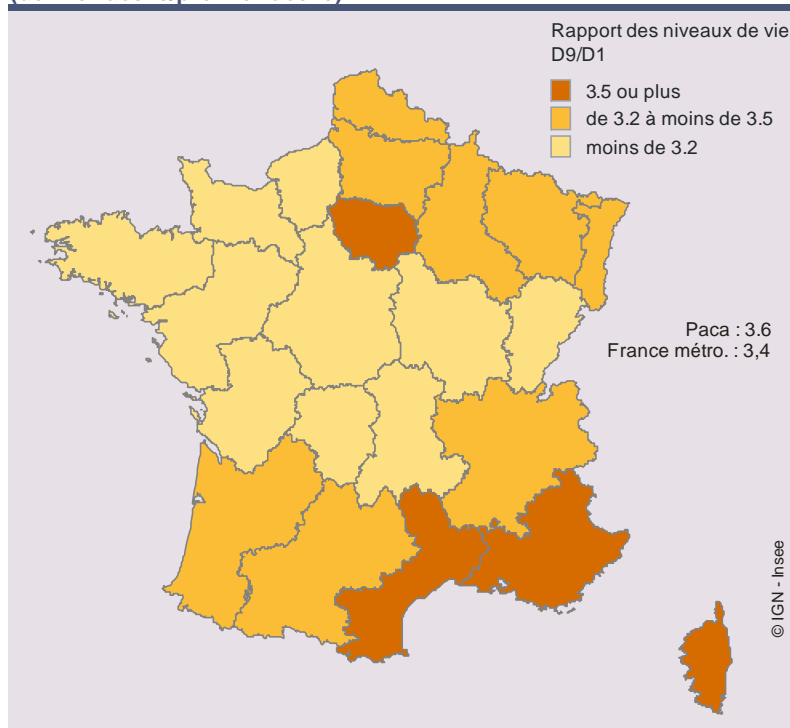 Rapport des niveaux de vie
D9/D1
3.5 ou plus
de 3.2 à moins de 3.5
moins de 3.2
Paca : 3.6
France métro. : 3,4
© IGN - Insee